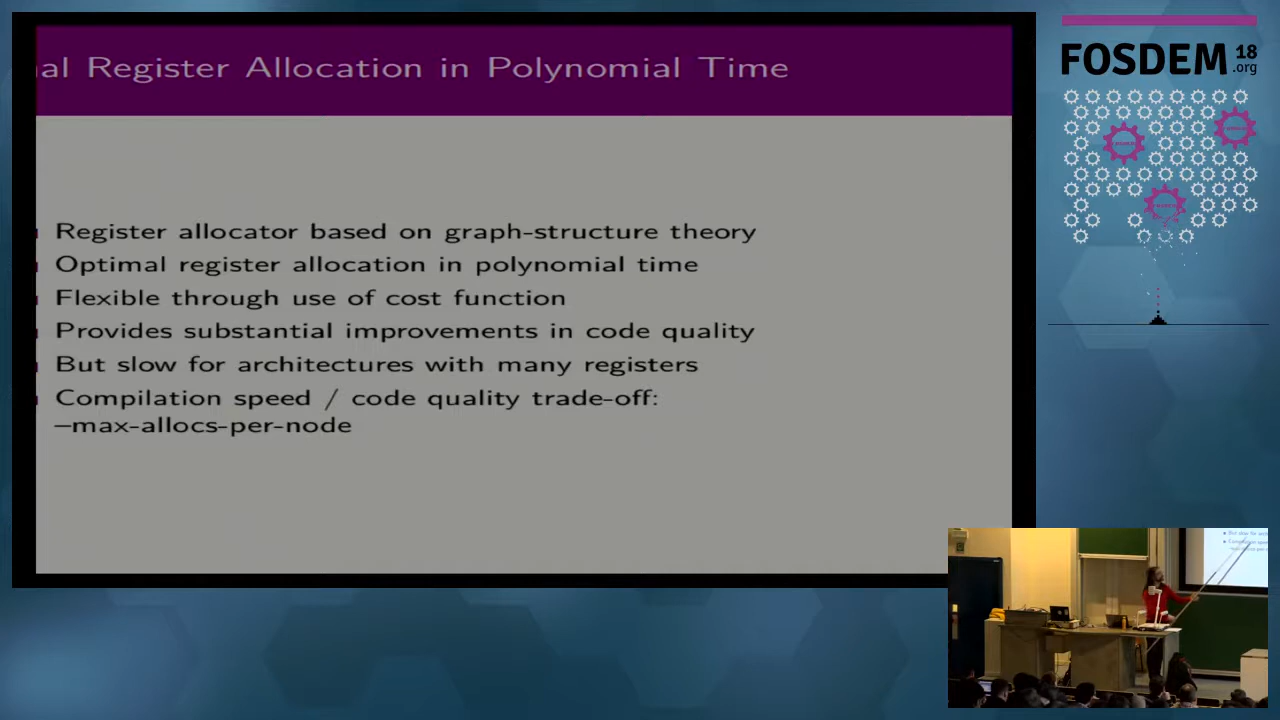 al Register Allocation in Polynomial Time
Register allocator based on graph-structure theory
Optimal register allocation in polynomial time
Flexible through use of cost function
Provides substantial improvements in code quality
But slow for architectures with many registers
Compilation speed / code quality trade-off:
–max-allocs-per-node
FOSDEM 18
.org